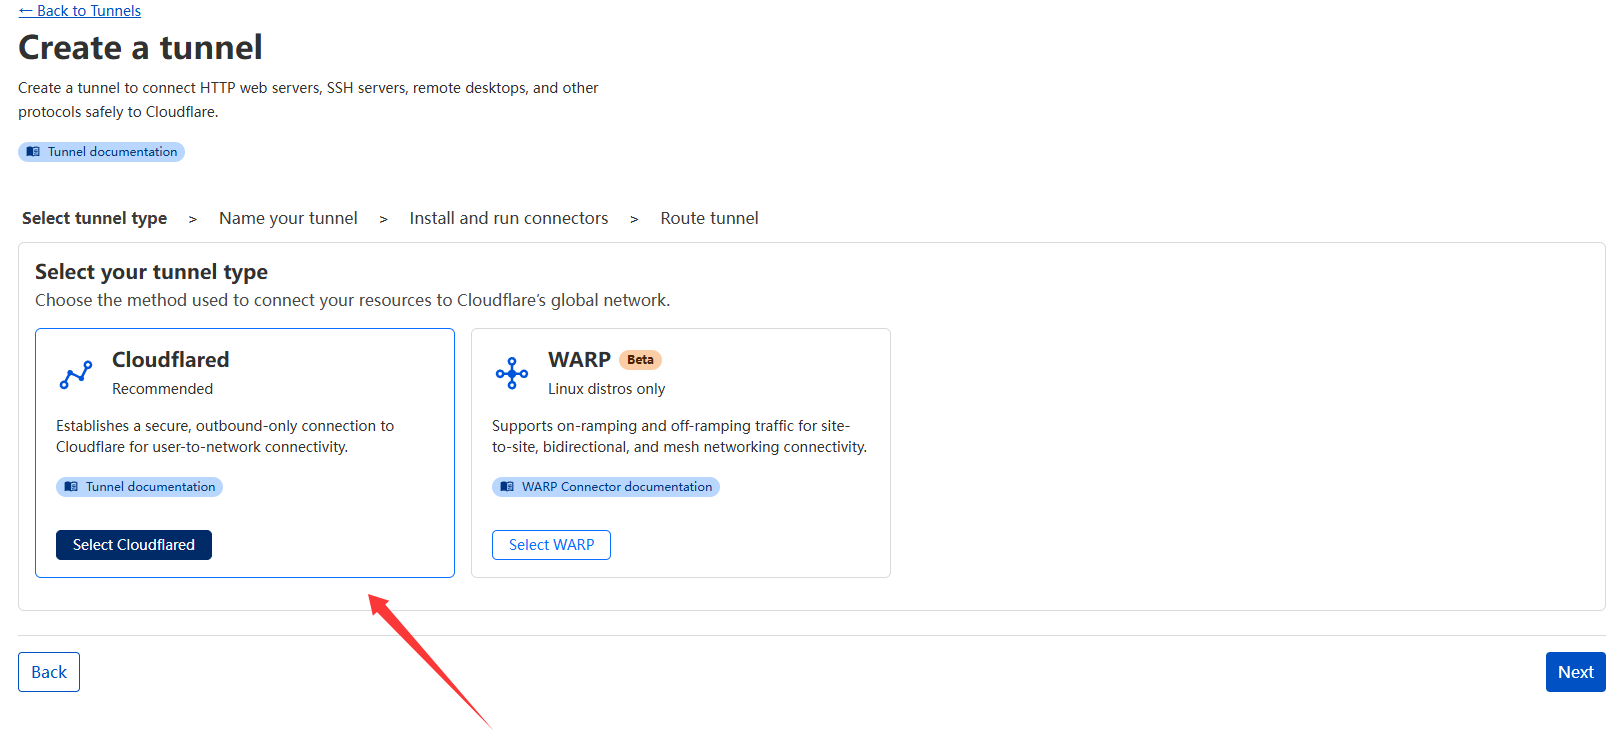 ← Back to Tunnels
Create a tunnel
Create a tunnel to connect HTTP web servers, SSH servers, remote desktops, and other
protocols safely to Cloudflare.
Tunnel documentation
Select tunnel type > Name your tunnel > Install and run connectors > Route tunnel
Select your tunnel type
Choose the method used to connect your resources to Cloudflare’s global network.
Cloudflared
Recommended
Establishes a secure, outbound-only connection to
Cloudflare for user-to-network connectivity.
Tunnel documentation
Select Cloudflared
WARP Beta
Linux distros only
Supports on-ramping and off-ramping traffic for site-
to-site, bidirectional, and mesh networking connectivity.
WARP Connector documentation
Select WARP
Back
Next